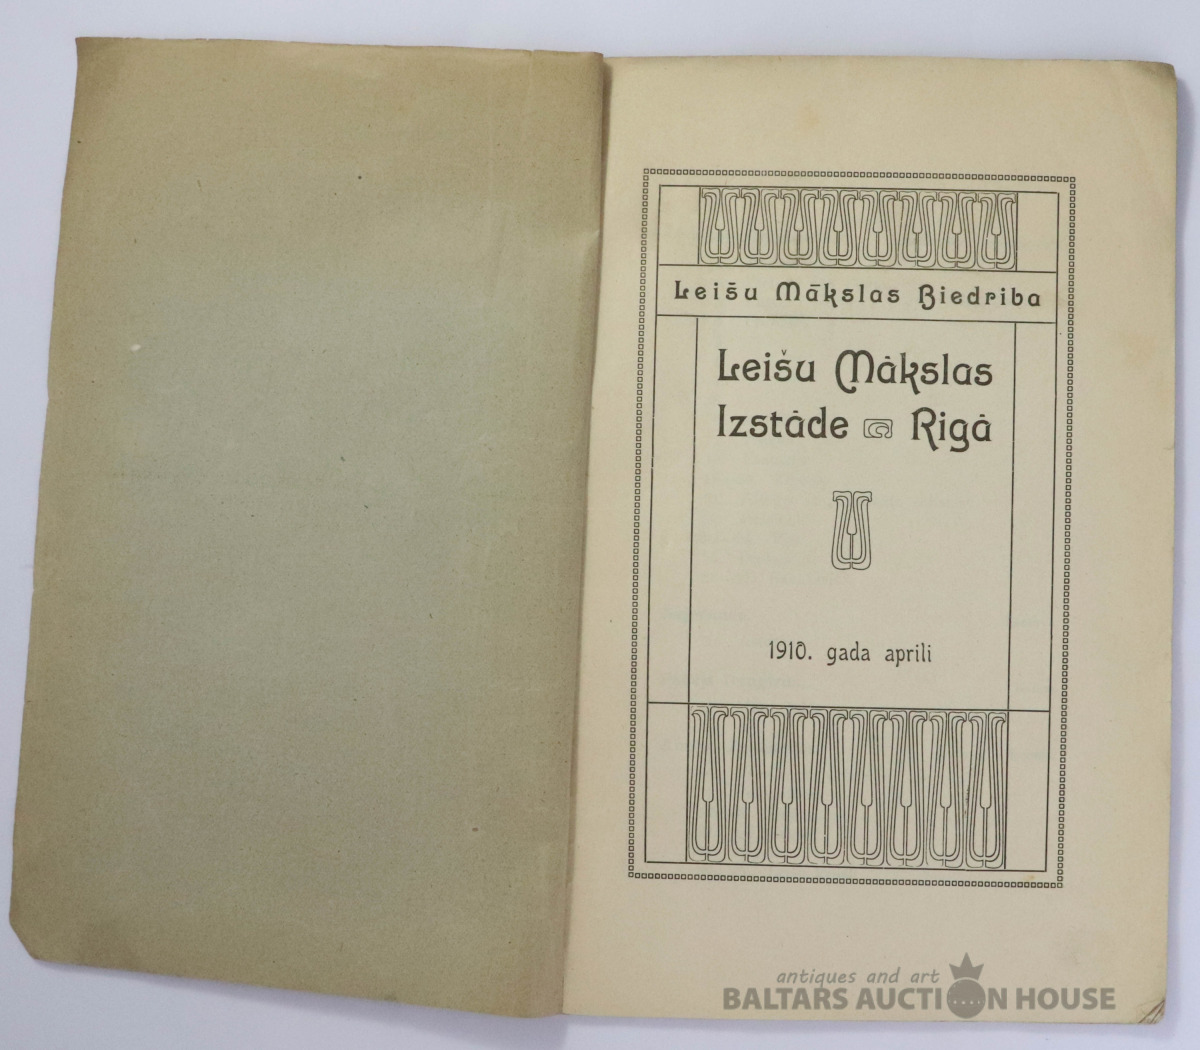 Leišu Mākslas Biedriba
Leišu Mākslas
Izstāde Rigā
1910. gada aprili
antiques and art
BALTARS AUCTION HOUSE